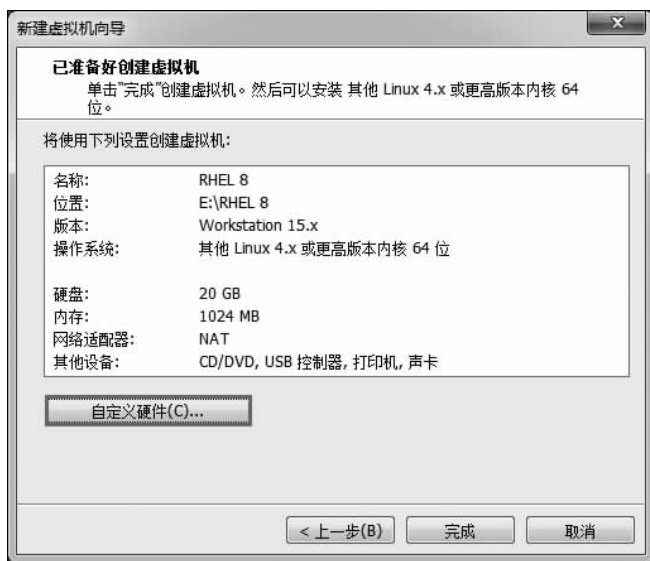 新建虚拟机向导
已准备好创建虚拟机
单击"完成"创建虚拟机。然后可以安装 其他 Linux 4.x 或更高版本内核 64
位。
将使用下列设置创建虚拟机:
名称: RHEL 8
位置: E:\RHEL 8
版本: Workstation 15.x
操作系统: 其他 Linux 4.x 或更高版本内核 64 位
硬盘: 20 GB
内存: 1024 MB
网络适配器: NAT
其他设备: CD/DVD, USB 控制器, 打印机, 声卡
自定义硬件(C)...
< 上一步(B) 完成 取消